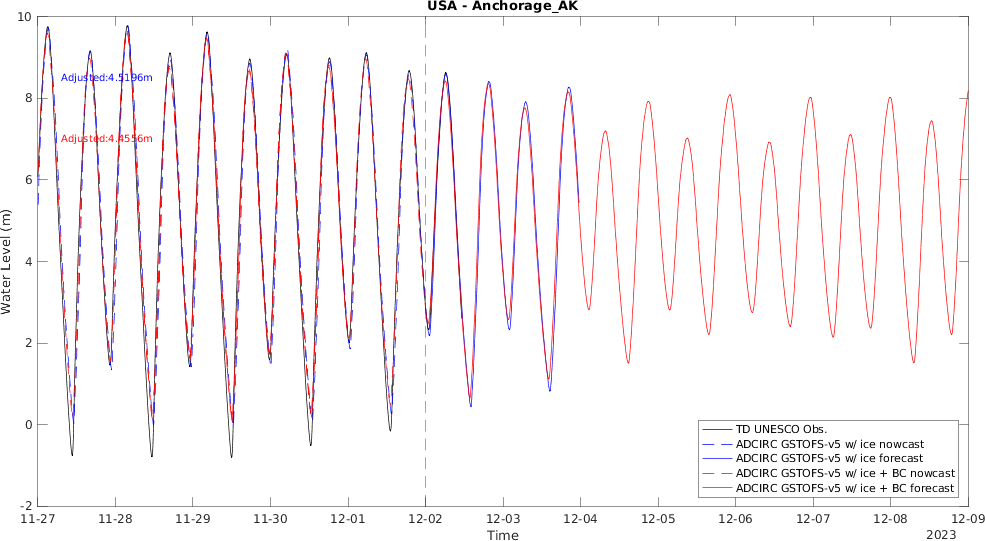 USA - Anchorage_AK
10
8
6
4
2
0
-2
Water Level (m)
Adjusted:4.5196m
Adjusted:4.4556m
TD UNESCO Obs.
ADCIRC GSTOFS-v5 w/ ice nowcast
ADCIRC GSTOFS-v5 w/ ice forecast
ADCIRC GSTOFS-v5 w/ ice + BC nowcast
ADCIRC GSTOFS-v5 w/ ice + BC forecast
11-27 11-28 11-29 11-30 12-01 12-02 12-03 12-04 12-05 12-06 12-07 12-08 12-09
Time
2023